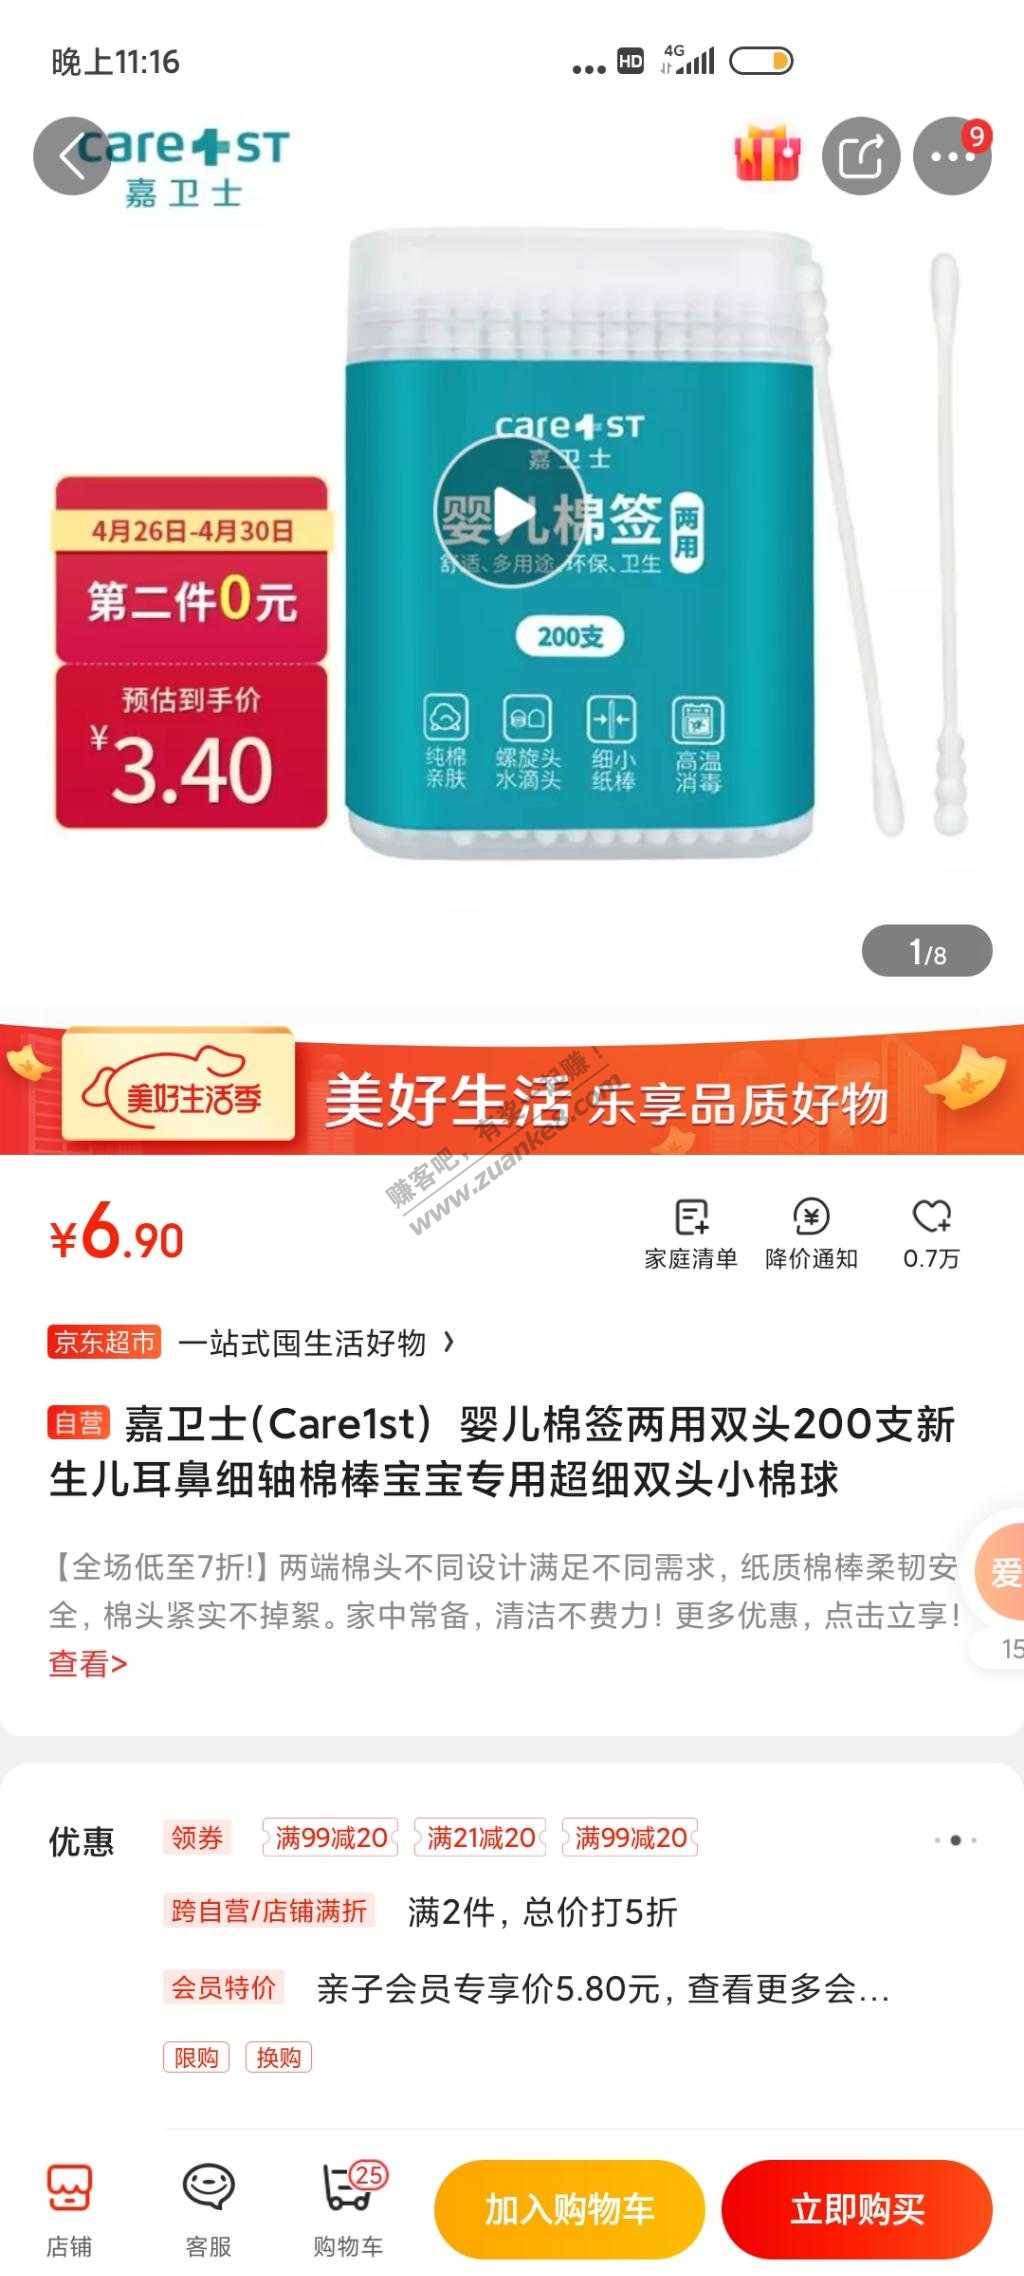 晚上11:16
HD
4G
care1ST
嘉卫士
9
care1ST
嘉卫士
婴儿棉签
两用
舒适、多用途、环保、卫生
200支
纯棉
亲肤
螺旋头
水滴头
细小
纸棒
高温
消毒
4月26日-4月30日
第二件0元
预估到手价
¥3.40
1/8
美好生活季
美好生活 乐享品质好物
赚客吧，有奖一起赚！
www.zuanke8.com
¥6.90
家庭清单
降价通知
0.7万
京东超市 一站式囤生活好物 >
自营 嘉卫士(Care1st) 婴儿棉签两用双头200支新
生儿耳鼻细轴棉棒宝宝专用超细双头小棉球
【全场低至7折!】两端棉头不同设计满足不同需求, 纸质棉棒柔韧安
全, 棉头紧实不掉絮。家中常备, 清洁不费力! 更多优惠, 点击立享!
查看>
爱
15
优惠 领券 满99减20 满21减20 满99减20
跨自营/店铺满折 满2件, 总价打5折
会员特价 亲子会员专享价5.80元, 查看更多会...
限购 换购
店铺
客服
25
购物车
加入购物车
立即购买